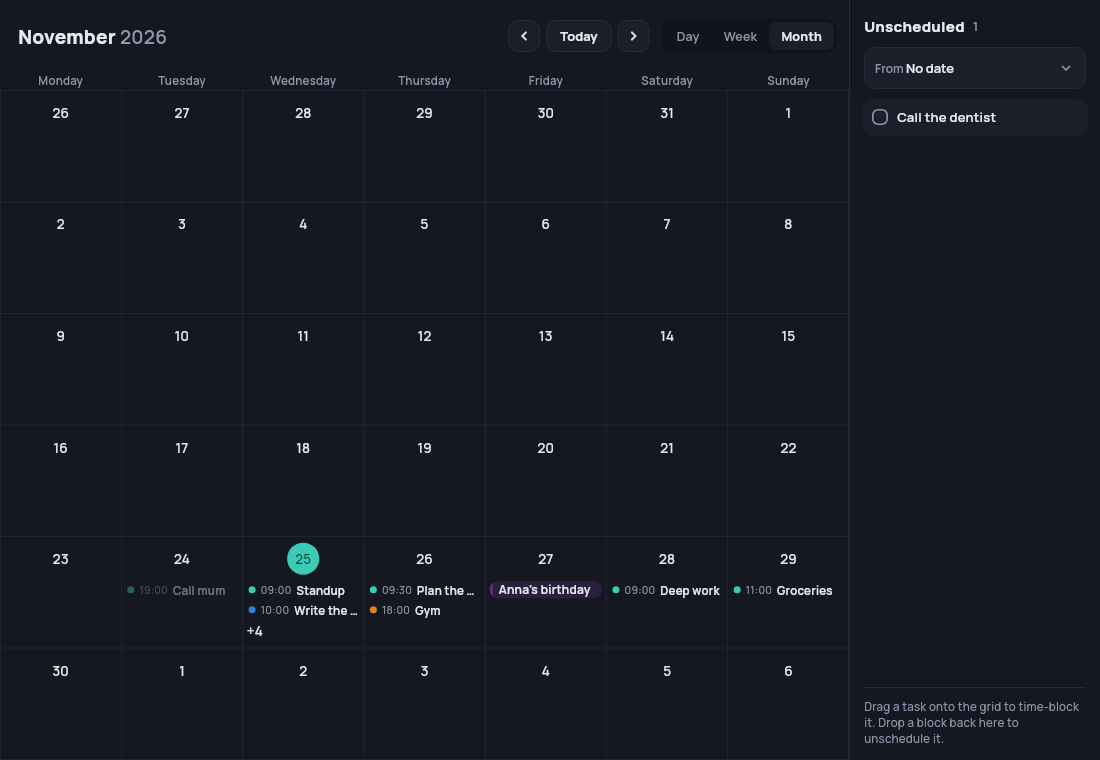 November 2026
Today
Day Week Month
Monday Tuesday Wednesday Thursday Friday Saturday Sunday
26 27 28 29 30 31 1
2 3 4 5 6 7 8
9 10 11 12 13 14 15
16 17 18 19 20 21 22
23 24 25 26 27 28 29
19:00 Call mum
09:00 Standup
10:00 Write the ...
+4
09:30 Plan the ...
18:00 Gym
Anna's birthday
09:00 Deep work
11:00 Groceries
30 1 2 3 4 5 6
Unscheduled 1
From No date
Call the dentist
Drag a task onto the grid to time-block
it. Drop a block back here to
unschedule it.